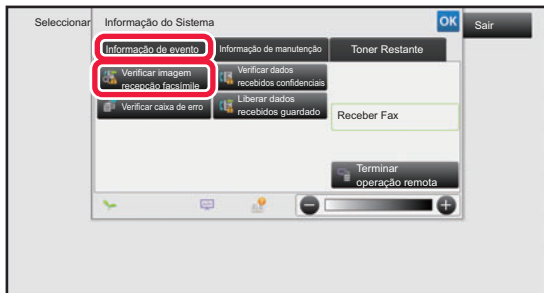 Seleccionar
Informação do Sistema
OK
Sair
Informação de evento
Informação de manutenção
Toner Restante
Verificar imagem
recepção facsímile
Verificar dados
recebidos confidenciais
Verificar caixa de erro
Liberar dados
recebidos guardado
Receber Fax
Terminar
operação remota